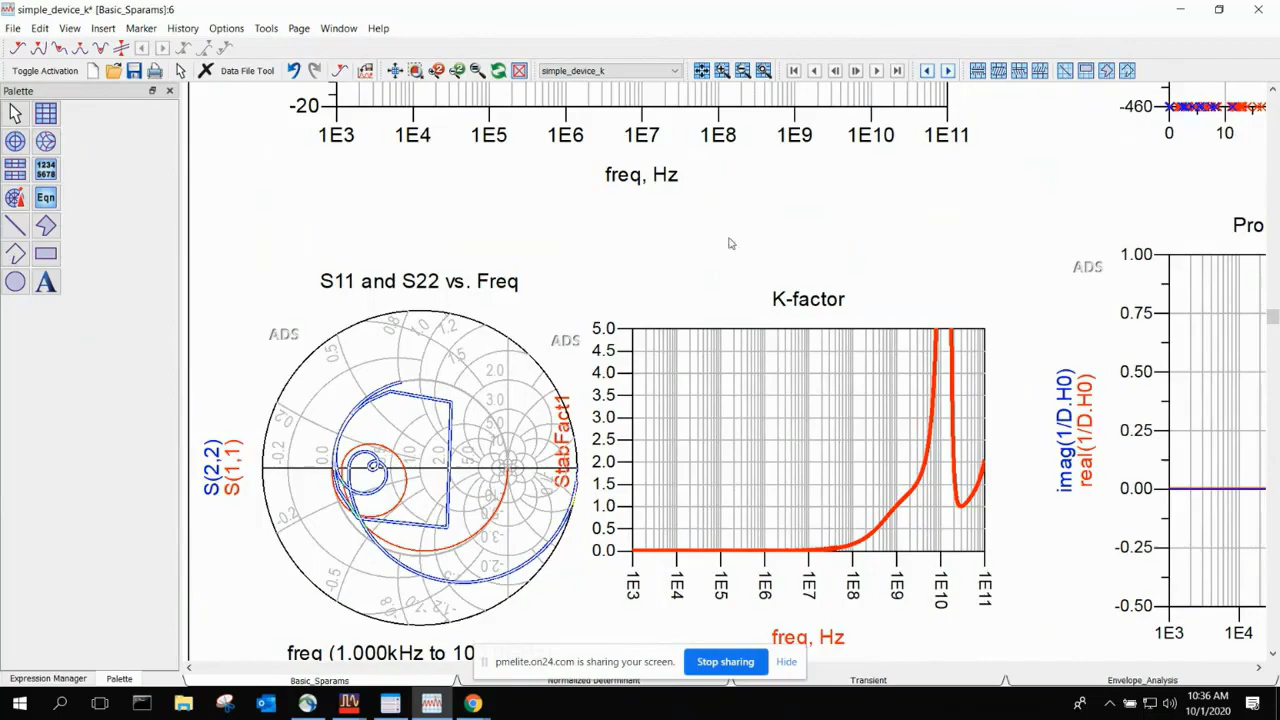 simple_device_k* [Basic_Sparams]:6
File Edit View Insert Marker History Options Tools Page Window Help
Toggle Activation Data File Tool simple_device_k
Palette
1234
5678
Eqn
A
-20
1E3 1E4 1E5 1E6 1E7 1E8 1E9 1E10 1E11
freq, Hz
-460
0 10
S11 and S22 vs. Freq
ADS
S(2,2)
S(1,1)
freq (1.000kHz to 10
K-factor
ADS
StabFact1
5.0
4.5
4.0
3.5
3.0
2.5
2.0
1.5
1.0
0.5
0.0
1E3 1E4 1E5 1E6 1E7 1E8 1E9 1E10 1E11
freq, Hz
Pro
ADS
imag(1/D.H0)
real(1/D.H0)
1.00
0.75
0.50
0.25
0.00
-0.25
-0.50
1E3 1E4
pmelite.on24.com is sharing your screen. Stop sharing Hide
Expression Manager Palette Basic_Sparams Normalized Determinant Transient Envelope_Analysis
10:36 AM
10/1/2020